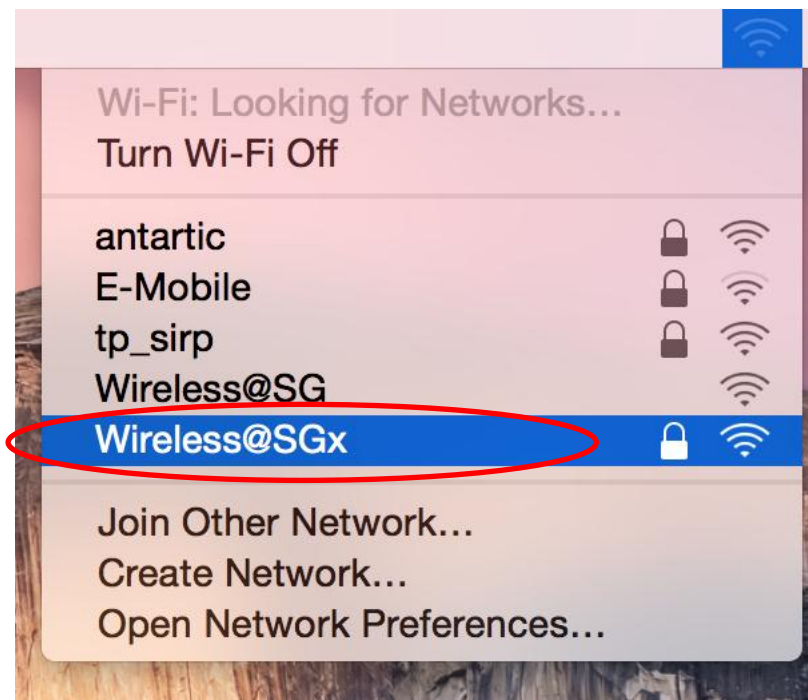 Wi-Fi: Looking for Networks...
Turn Wi-Fi Off
antartic
E-Mobile
tp_sirp
Wireless@SG
Wireless@SGx
Join Other Network...
Create Network...
Open Network Preferences...